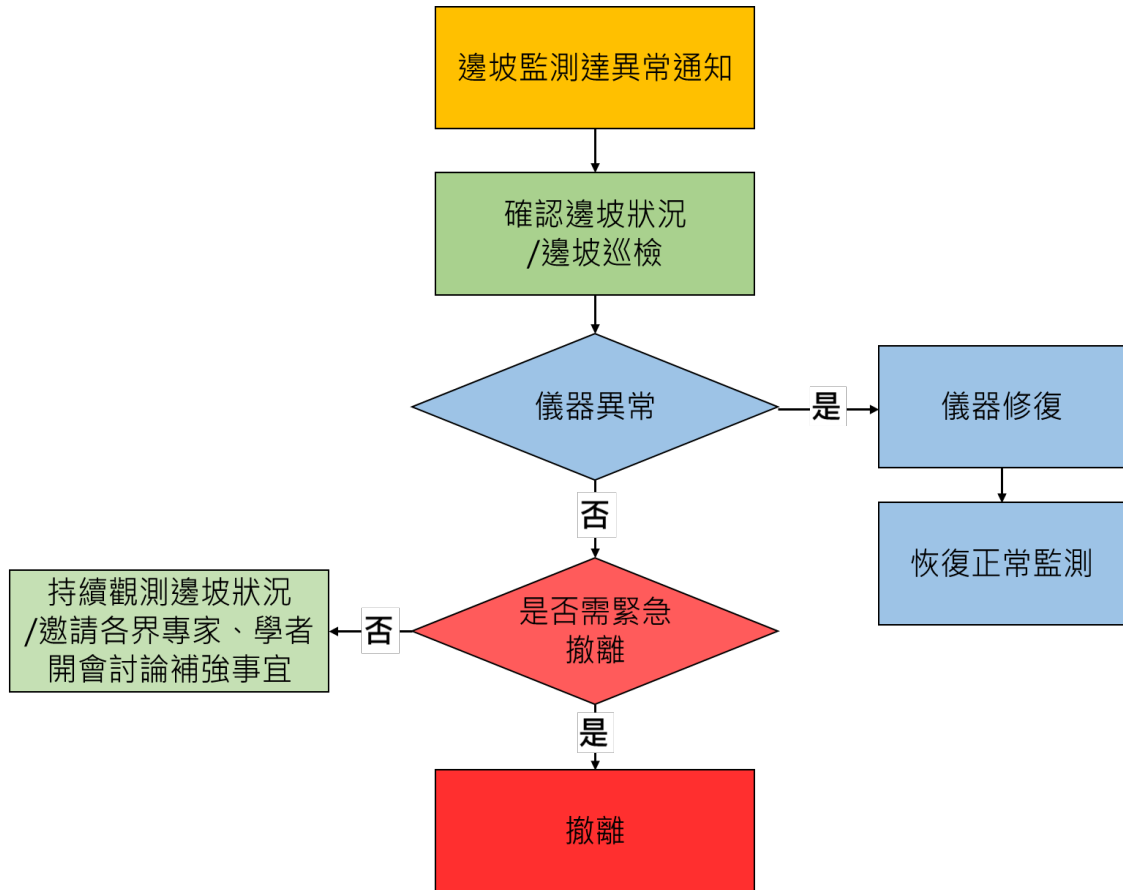 邊坡監測達異常通知
確認邊坡狀況
/邊坡巡檢
儀器異常
是
儀器修復
否
恢復正常監測
持續觀測邊坡狀況
/邀請各界專家、學者
開會討論補強事宜
否
是否需緊急
撤離
是
撤離